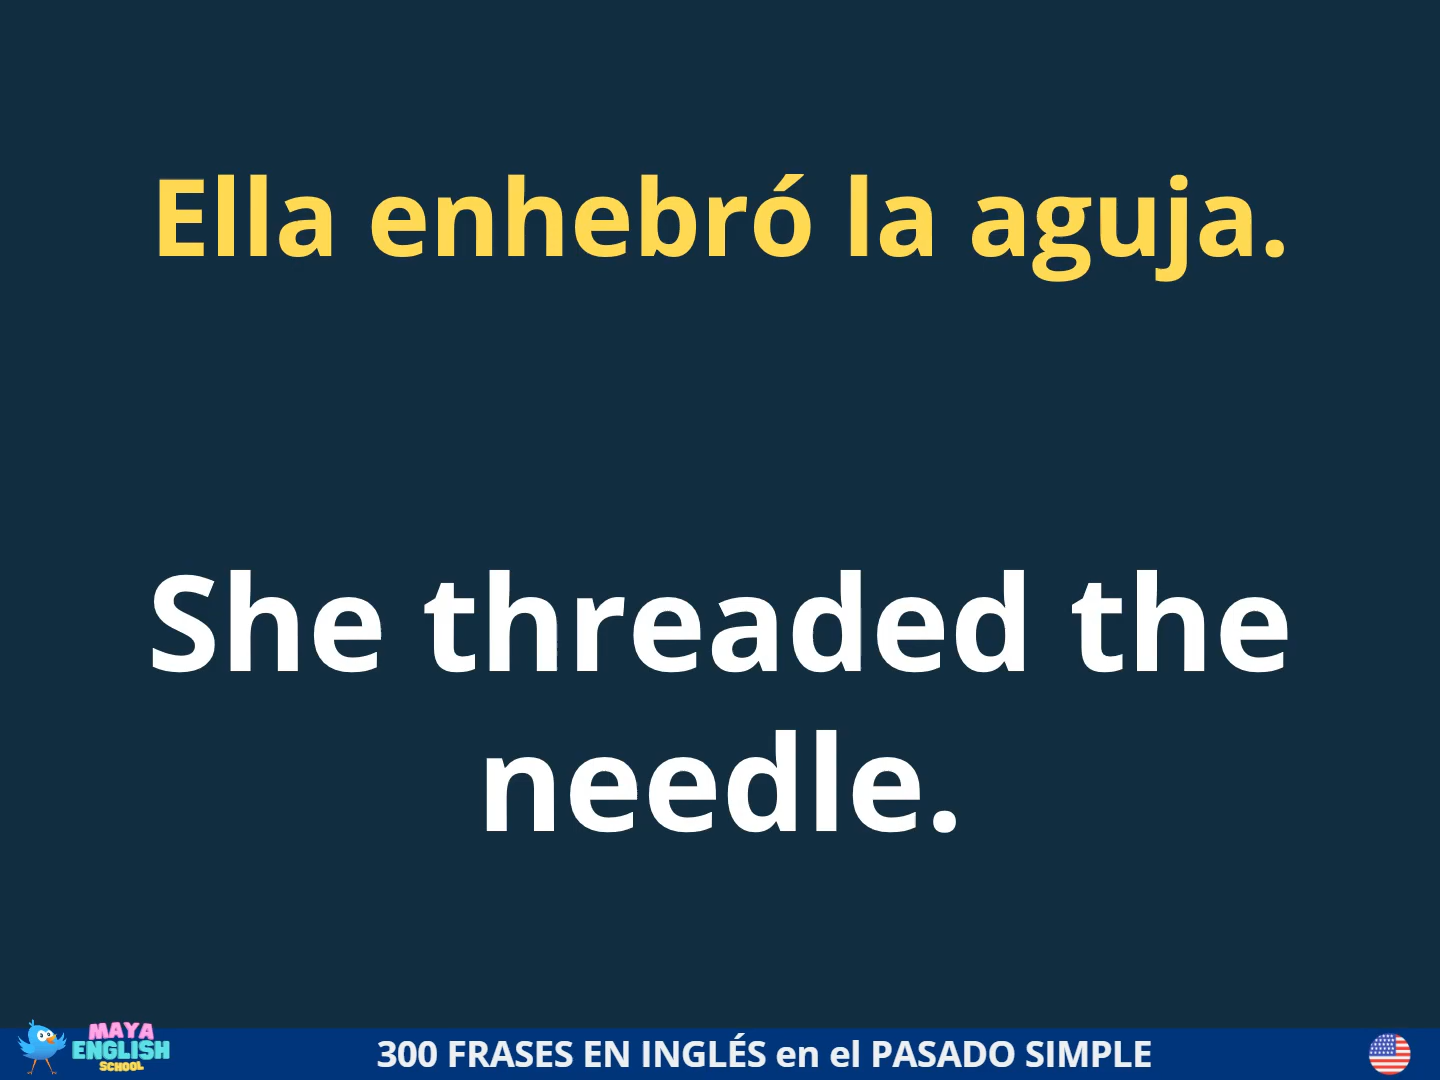 Ella enhebró la aguja.
She threaded the
needle.
MAYA
ENGLISH
SCHOOL
300 FRASES EN INGLÉS en el PASADO SIMPLE